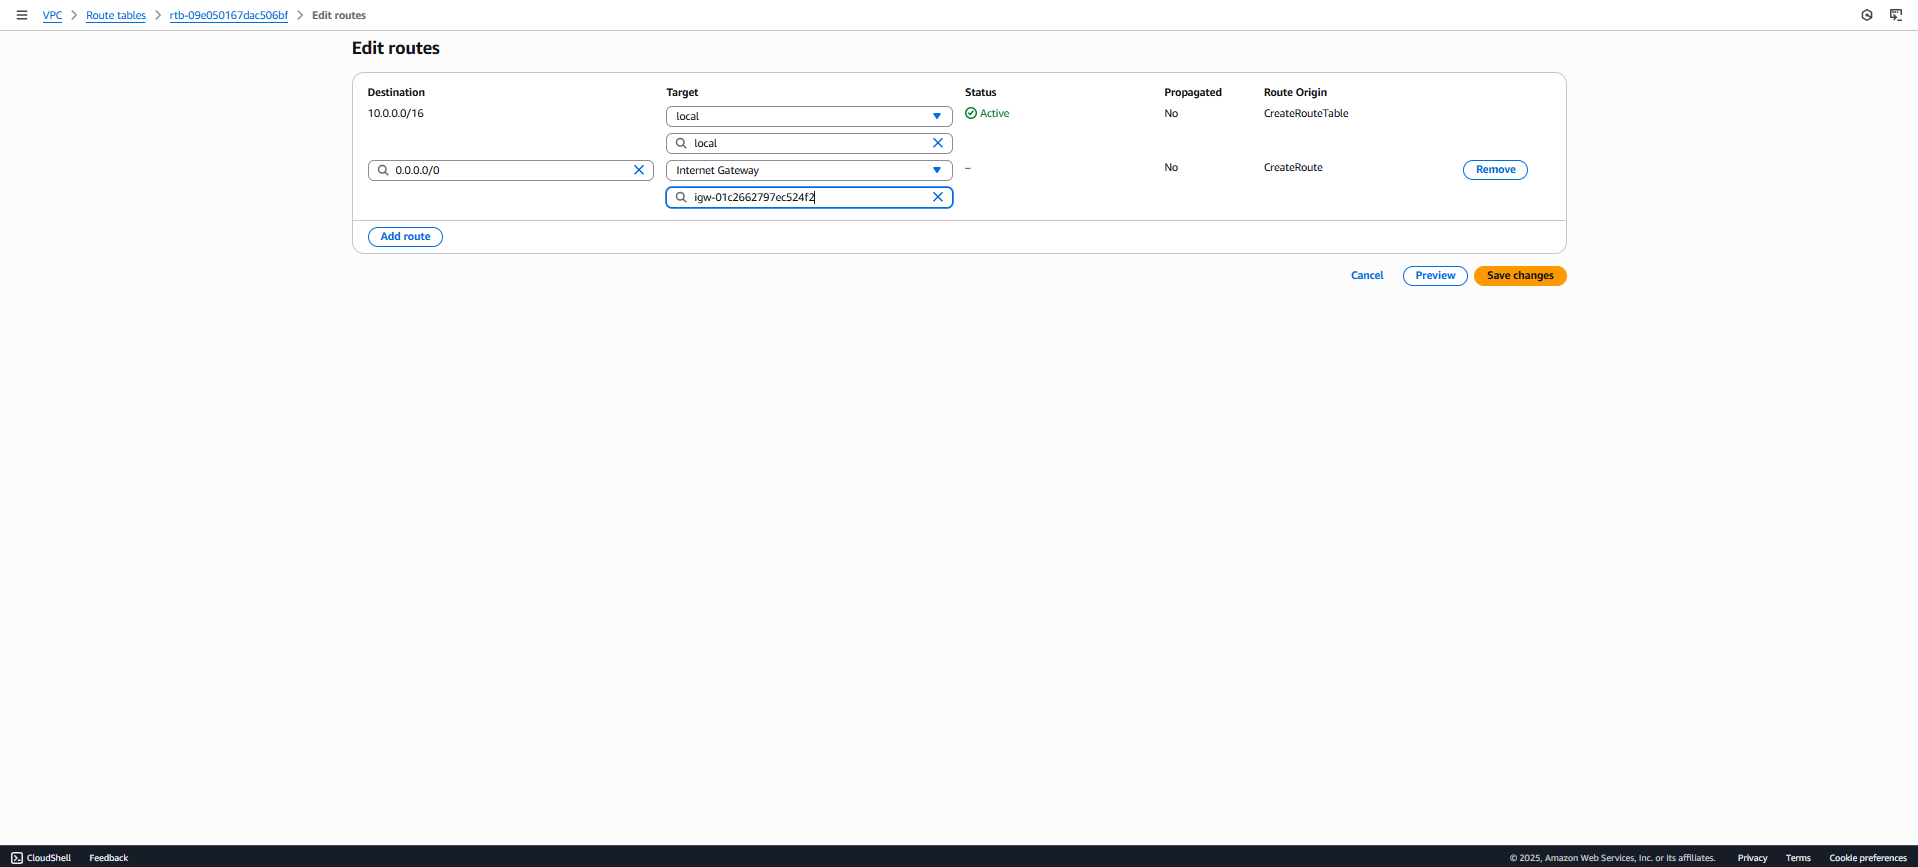 VPC > Route tables > rtb-09e050167dac506bf > Edit routes
Edit routes
Destination Target Status Propagated Route Origin
10.0.0.0/16 local Active No CreateRouteTable
local
0.0.0.0/0 Internet Gateway – No CreateRoute Remove
igw-01c2662797ec524f2
Add route
Cancel Preview Save changes
CloudShell Feedback © 2025, Amazon Web Services, Inc. or its affiliates. Privacy Terms Cookie preferences